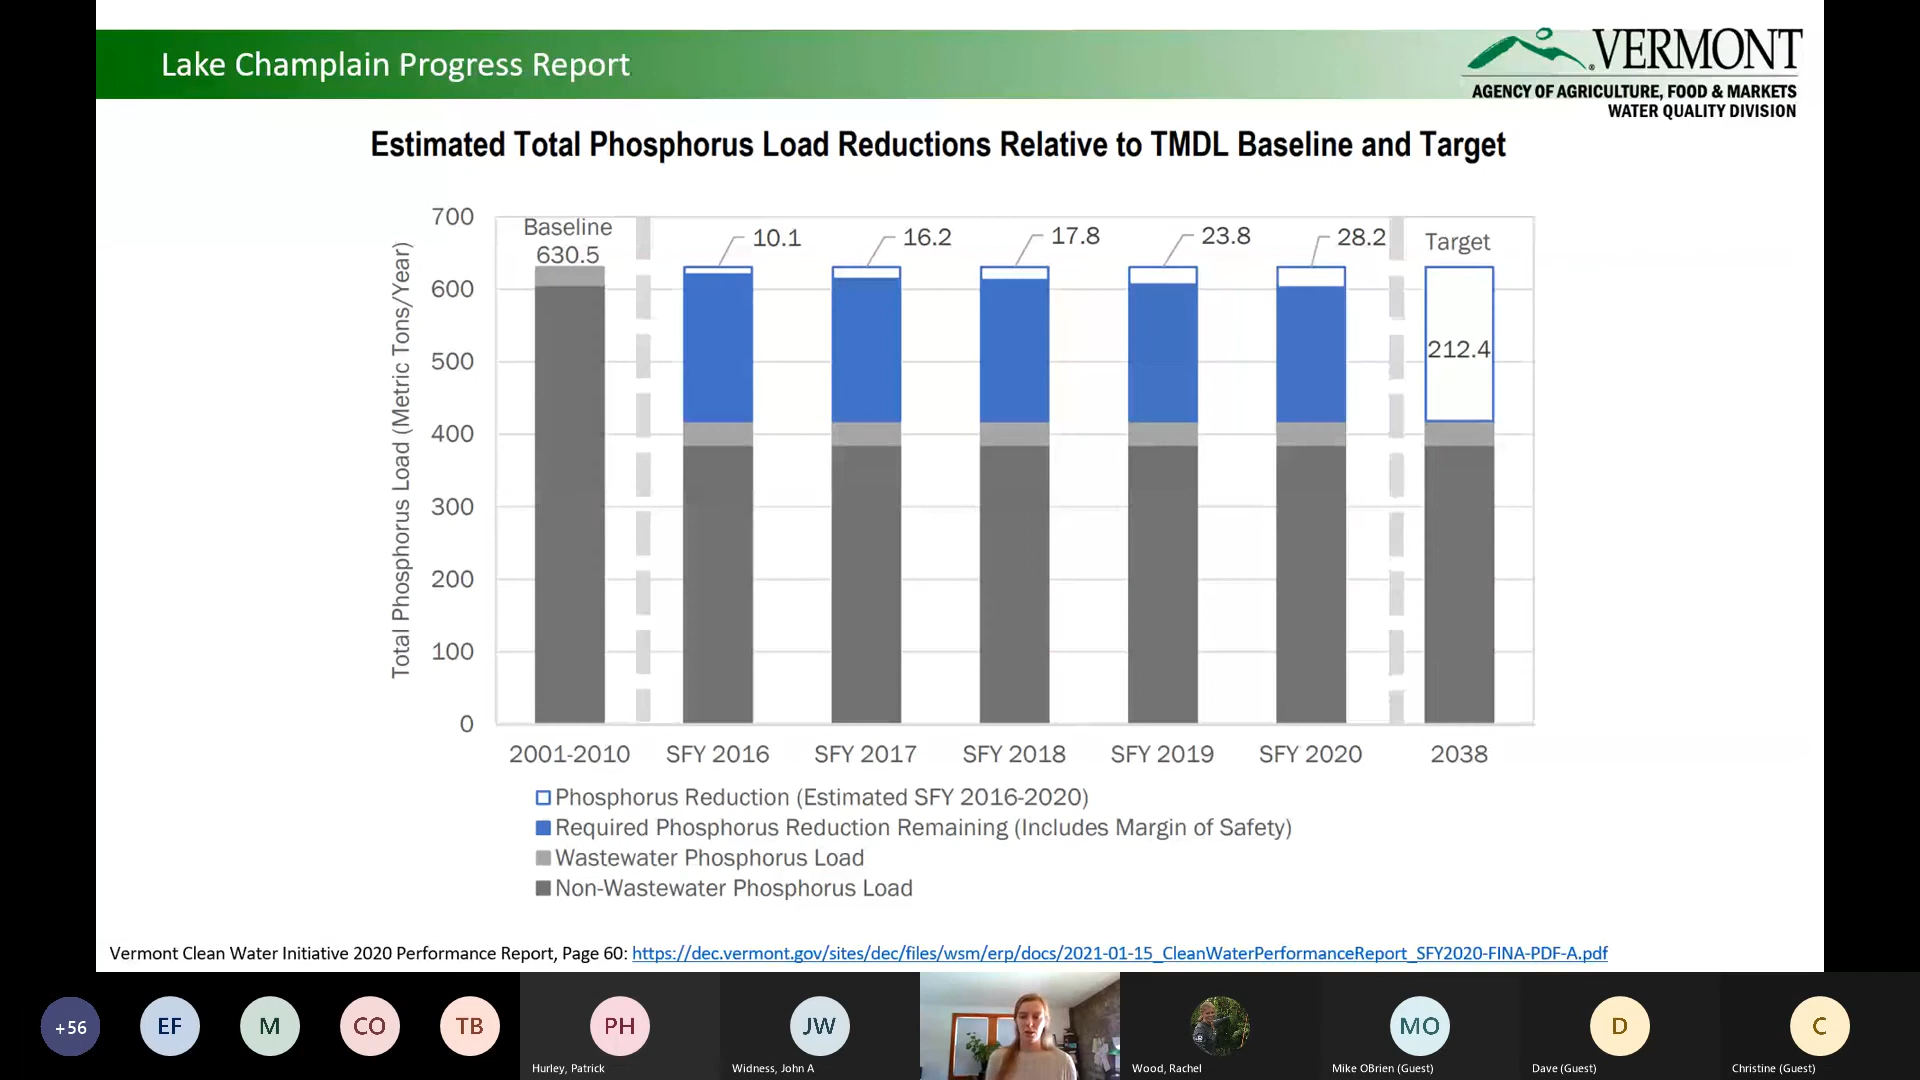 Lake Champlain Progress Report
VERMONT
AGENCY OF AGRICULTURE, FOOD & MARKETS
WATER QUALITY DIVISION
Estimated Total Phosphorus Load Reductions Relative to TMDL Baseline and Target
Total Phosphorus Load (Metric Tons/Year)
700
600
500
400
300
200
100
0
Baseline
630.5
10.1
16.2
17.8
23.8
28.2
Target
212.4
2001-2010
SFY 2016
SFY 2017
SFY 2018
SFY 2019
SFY 2020
2038
Phosphorus Reduction (Estimated SFY 2016-2020)
Required Phosphorus Reduction Remaining (Includes Margin of Safety)
Wastewater Phosphorus Load
Non-Wastewater Phosphorus Load
Vermont Clean Water Initiative 2020 Performance Report, Page 60: https://dec.vermont.gov/sites/dec/files/wsm/erp/docs/2021-01-15_CleanWaterPerformanceReport_SFY2020-FINA-PDF-A.pdf
+56
EF
M
CO
TB
PH
JW
MO
D
C
Hurley, Patrick
Widness, John A
Wood, Rachel
Mike OBrien (Guest)
Dave (Guest)
Christine (Guest)